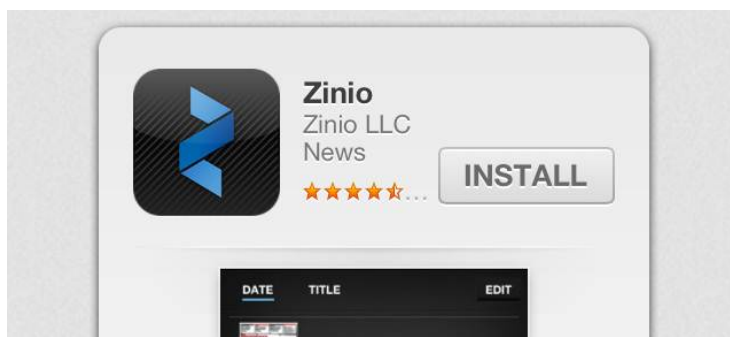 Zinio
Zinio LLC
News
...
INSTALL
DATE TITLE EDIT